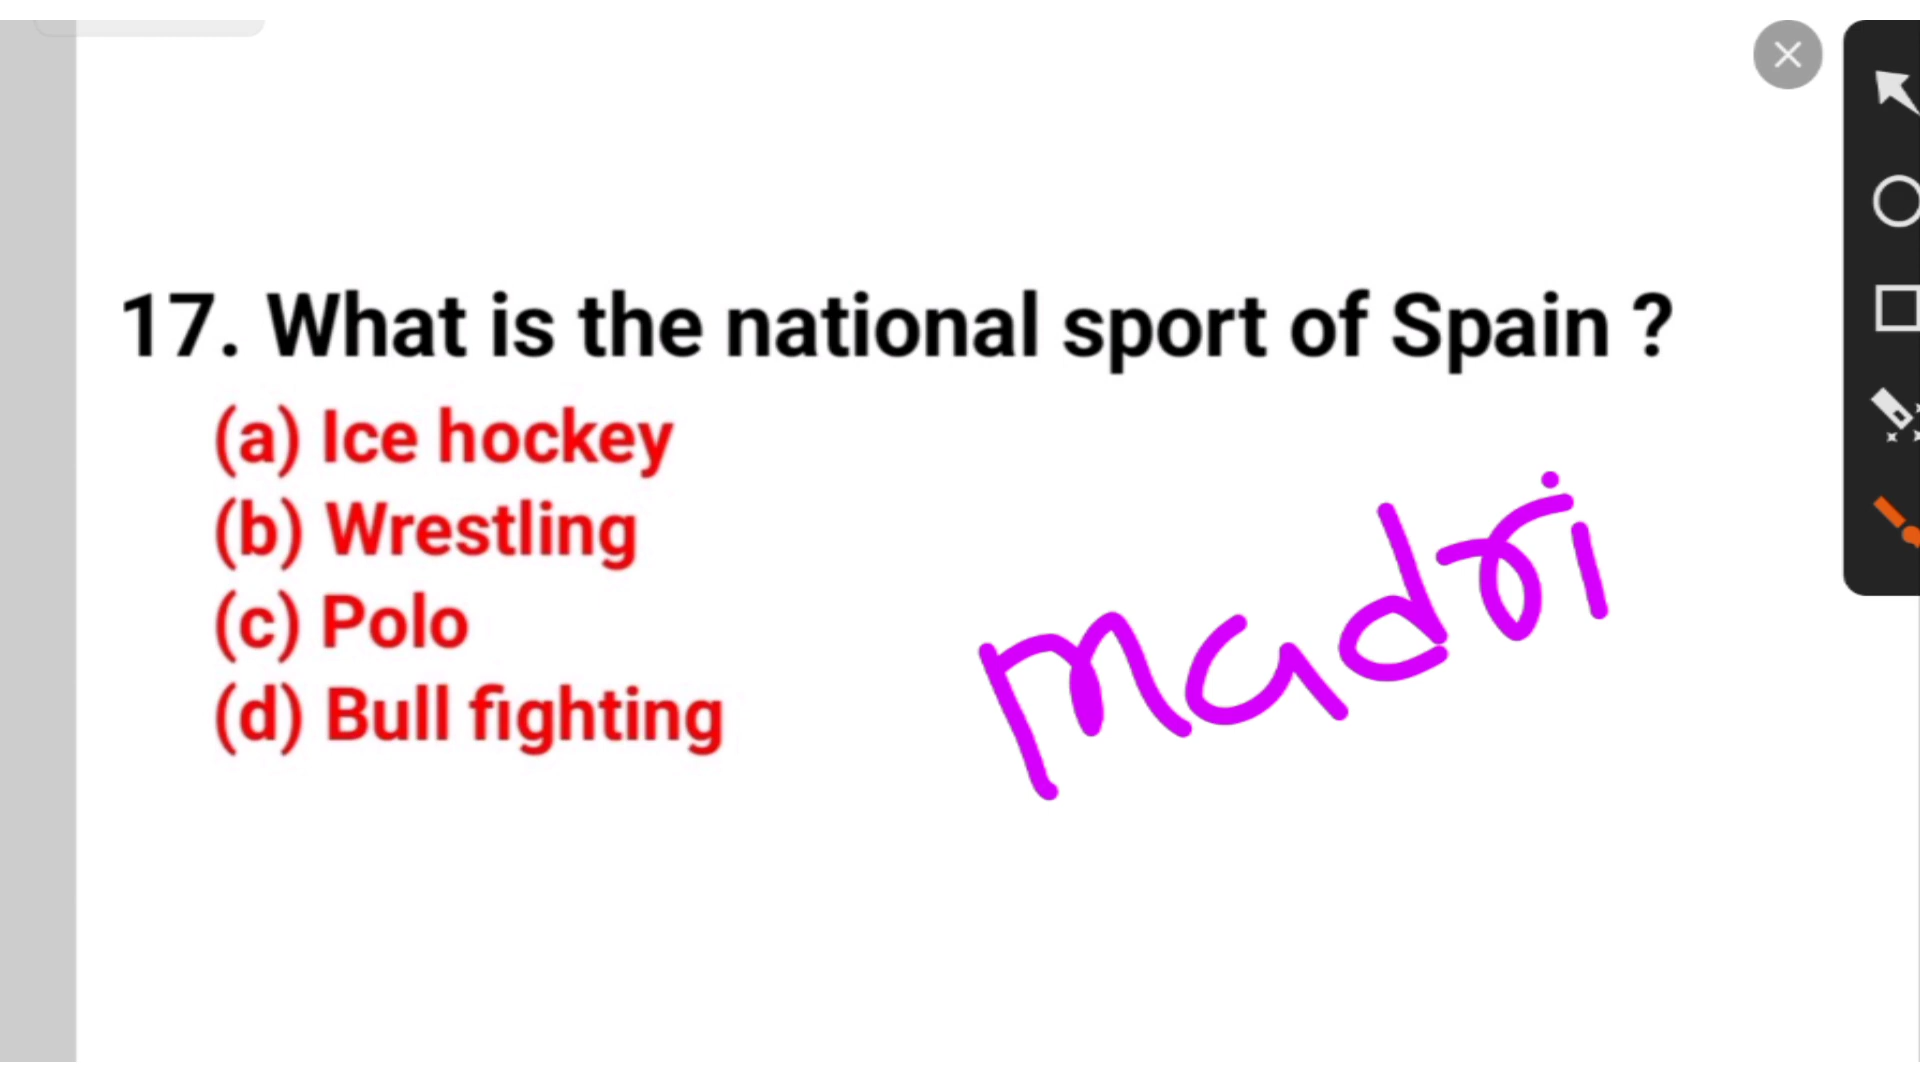 17. What is the national sport of Spain ?
(a) Ice hockey
(b) Wrestling
(c) Polo
(d) Bull fighting
madri